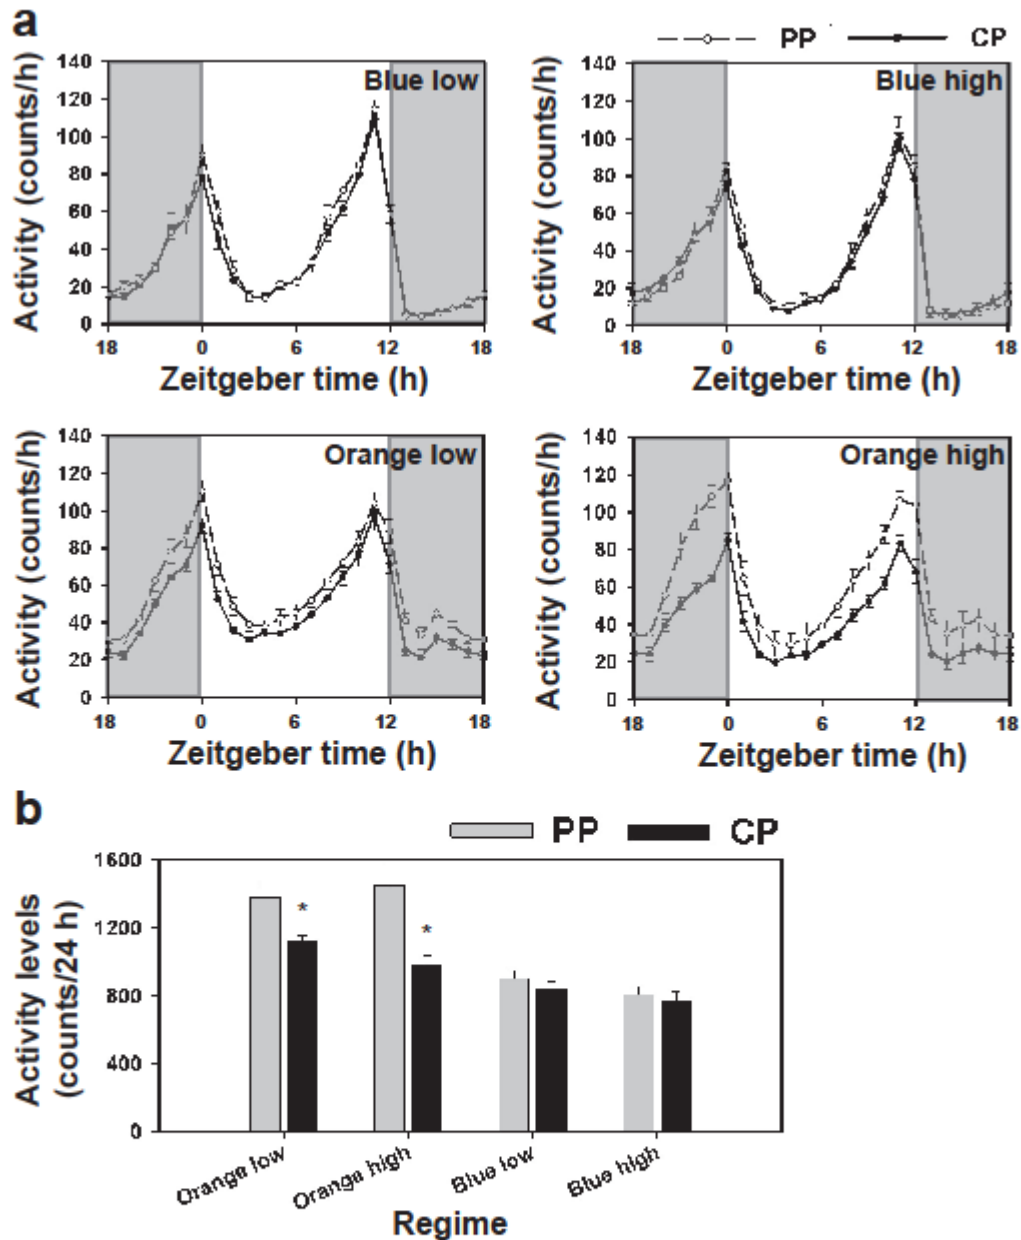 a
PP CP
Blue low
Blue high
Activity (counts/h)
140
120
100
80
60
40
20
0
18 0 6 12 18
Zeitgeber time (h)
Activity (counts/h)
140
120
100
80
60
40
20
0
18 0 6 12 18
Zeitgeber time (h)
Orange low
Orange high
Activity (counts/h)
140
120
100
80
60
40
20
0
18 0 6 12 18
Zeitgeber time (h)
Activity (counts/h)
140
120
100
80
60
40
20
0
18 0 6 12 18
Zeitgeber time (h)
b
PP CP
Activity levels
(counts/24 h)
1600
1200
800
400
0
* *
Orange low
Orange high
Blue low
Blue high
Regime